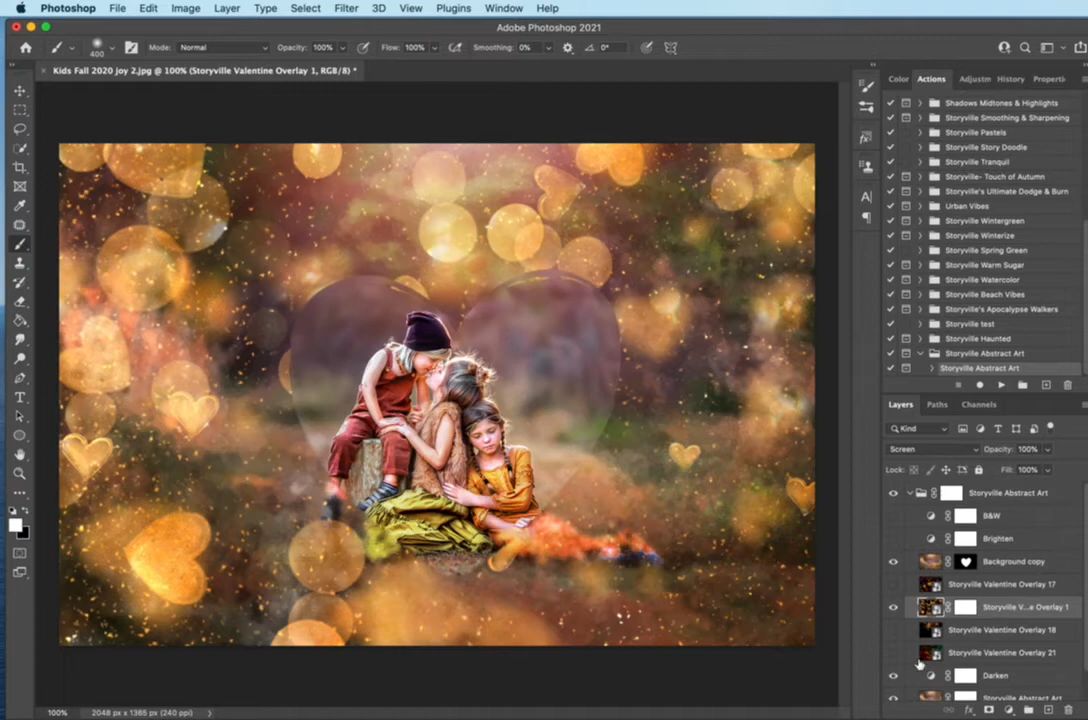 Photoshop File Edit Image Layer Type Select Filter 3D View Plugins Window Help
Adobe Photoshop 2021
400 Mode: Normal Opacity: 100% Flow: 100% Smoothing: 0% 0°
Kids Fall 2020 joy 2.jpg @ 100% (Storyville Valentine Overlay 1, RGB/8) *
Color Actions Adjustm History Properti
Shadows Midtones & Highlights
Storyville Smoothing & Sharpening
Storyville Pastels
Storyville Story Doodle
Storyville Tranquil
Storyville- Touch of Autumn
Storyville's Ultimate Dodge & Burn
Urban Vibes
Storyville Wintergreen
Storyville Winterize
Storyville Spring Green
Storyville Warm Sugar
Storyville Watercolor
Storyville Beach Vibes
Storyville's Apocalypse Walkers
Storyville test
Storyville Haunted
Storyville Abstract Art
Storyville Abstract Art
Layers Paths Channels
Kind
Screen Opacity: 100%
Lock: Fill: 100%
Storyville Abstract Art
B&W
Brighten
Background copy
Storyville Valentine Overlay 17
Storyville V...e Overlay 1
Storyville Valentine Overlay 18
Storyville Valentine Overlay 21
Darken
Storyville Abstract Art
100% 2048 px x 1365 px (240 ppi)